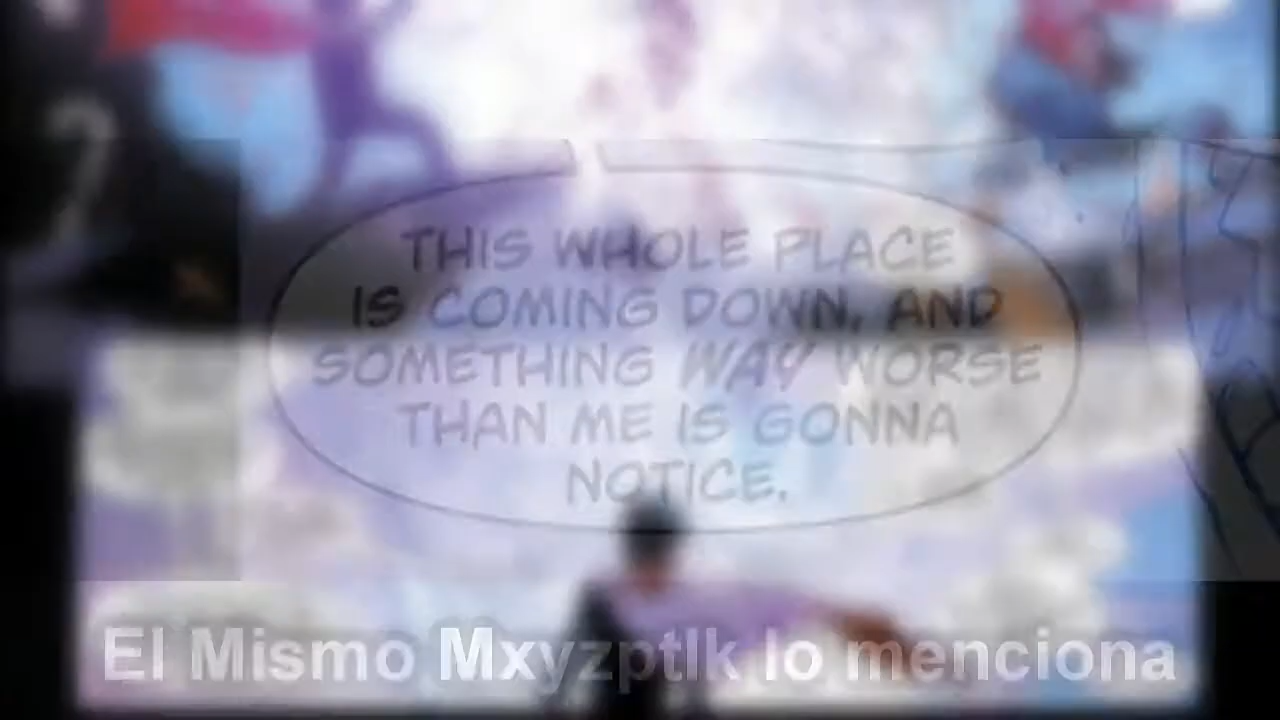 THIS WHOLE PLACE
IS COMING DOWN, AND
SOMETHING WAY WORSE
THAN ME IS GONNA
NOTICE.
El Mismo Mxyzptlk lo menciona